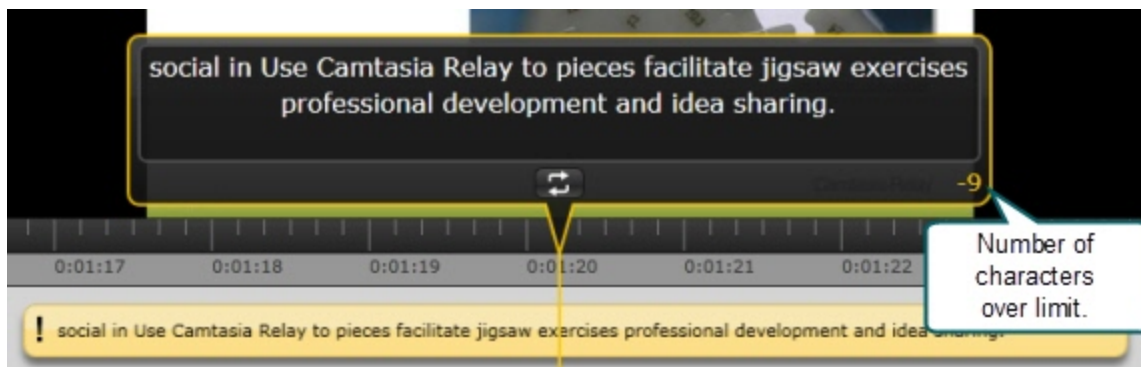 social in Use Camtasia Relay to pieces facilitate jigsaw exercises
professional development and idea sharing.
-9
Number of
characters
over limit.
0:01:17 0:01:18 0:01:19 0:01:20 0:01:21 0:01:22
! social in Use Camtasia Relay to pieces facilitate jigsaw exercises professional development and idea sharing.